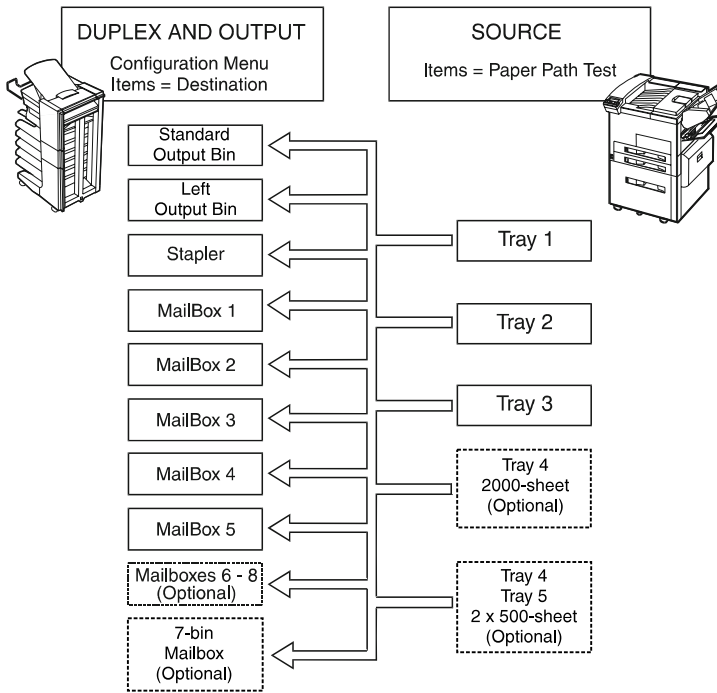 DUPLEX AND OUTPUT
Configuration Menu
Items = Destination
SOURCE
Items = Paper Path Test
Standard
Output Bin
Left
Output Bin
Stapler
MailBox 1
MailBox 2
MailBox 3
MailBox 4
MailBox 5
Mailboxes 6 - 8
(Optional)
7-bin
Mailbox
(Optional)
Tray 1
Tray 2
Tray 3
Tray 4
2000-sheet
(Optional)
Tray 4
Tray 5
2 x 500-sheet
(Optional)